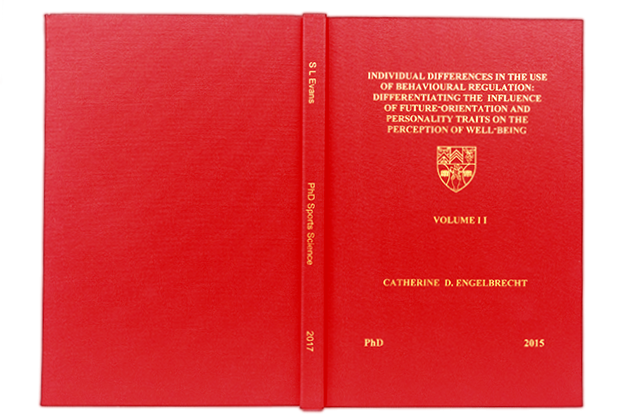 S L Evans
PhD Sports Science
2017
INDIVIDUAL DIFFERENCES IN THE USE
OF BEHAVIOURAL REGULATION:
DIFFERENTIATING THE INFLUENCE
OF FUTURE-ORIENTATION AND
PERSONALITY TRAITS ON THE
PERCEPTION OF WELL-BEING
VOLUME I I
CATHERINE D. ENGELBRECHT
PhD 2015